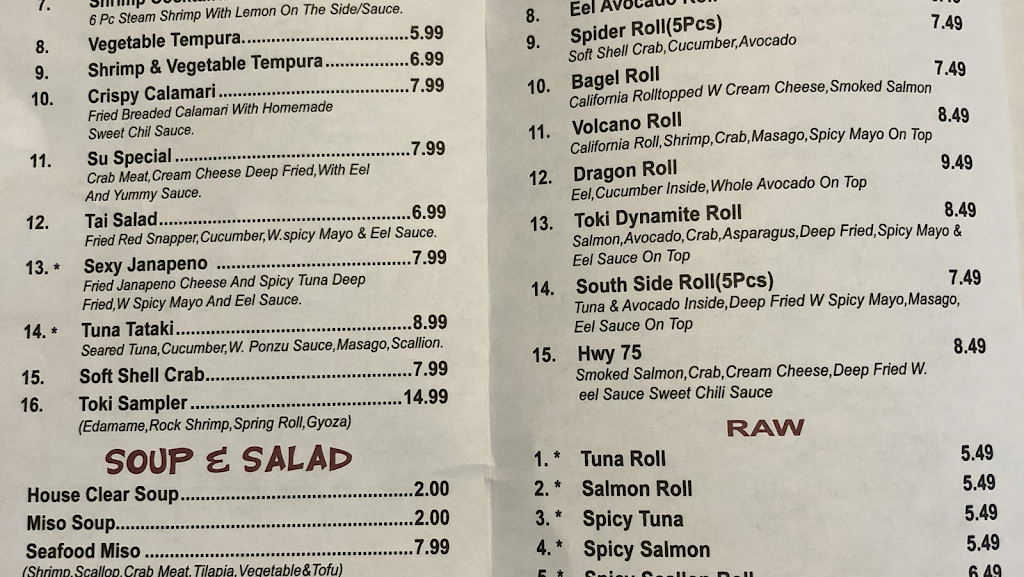 7. Shrimp
6 Pc Steam Shrimp With Lemon On The Side/Sauce.
8. Vegetable Tempura..................................5.99
9. Shrimp & Vegetable Tempura................6.99
10. Crispy Calamari.......................................7.99
Fried Breaded Calamari With Homemade
Sweet Chil Sauce.
11. Su Special................................................7.99
Crab Meat,Cream Cheese Deep Fried,With Eel
And Yummy Sauce.
12. Tai Salad...................................................6.99
Fried Red Snapper,Cucumber,W.spicy Mayo & Eel Sauce.
13. * Sexy Janapeno .......................................7.99
Fried Janapeno Cheese And Spicy Tuna Deep
Fried,W Spicy Mayo And Eel Sauce.
14. * Tuna Tataki................................................8.99
Seared Tuna,Cucumber,W. Ponzu Sauce,Masago,Scallion.
15. Soft Shell Crab..........................................7.99
16. Toki Sampler...........................................14.99
(Edamame,Rock Shrimp,Spring Roll,Gyoza)
SOUP & SALAD
House Clear Soup...............................................2.00
Miso Soup............................................................2.00
Seafood Miso ......................................................7.99
(Shrimp,Scallop,Crab Meat,Tilapia,Vegetable&Tofu)
8. Eel Avocado Roll
9. Spider Roll(5Pcs) 7.49
Soft Shell Crab,Cucumber,Avocado
10. Bagel Roll 7.49
California Rolltopped W Cream Cheese,Smoked Salmon
11. Volcano Roll 8.49
California Roll,Shrimp,Crab,Masago,Spicy Mayo On Top
12. Dragon Roll 9.49
Eel,Cucumber Inside,Whole Avocado On Top
13. Toki Dynamite Roll 8.49
Salmon,Avocado,Crab,Asparagus,Deep Fried,Spicy Mayo &
Eel Sauce On Top
14. South Side Roll(5Pcs) 7.49
Tuna & Avocado Inside,Deep Fried W Spicy Mayo,Masago,
Eel Sauce On Top
15. Hwy 75 8.49
Smoked Salmon,Crab,Cream Cheese,Deep Fried W.
eel Sauce Sweet Chili Sauce
RAW
1. * Tuna Roll 5.49
2. * Salmon Roll 5.49
3. * Spicy Tuna 5.49
4. * Spicy Salmon 5.49
5. * Spicy Scallop Roll 6.49